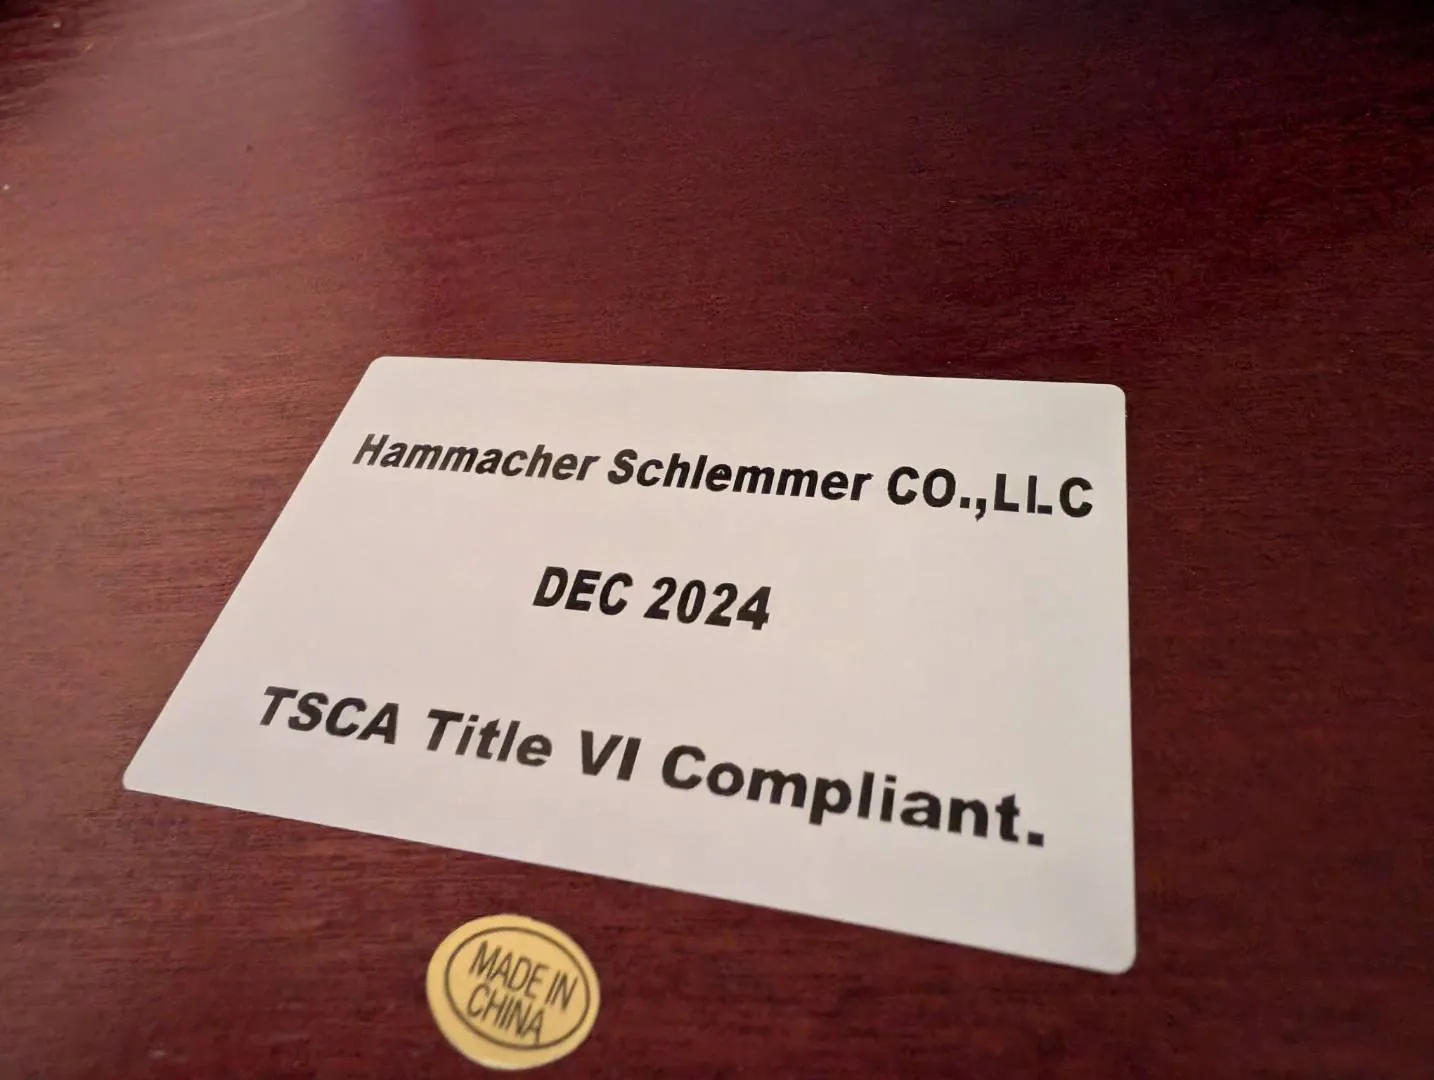 Hammacher Schlemmer CO.,LLC
DEC 2024
TSCA Title VI Compliant.
MADE IN
CHINA